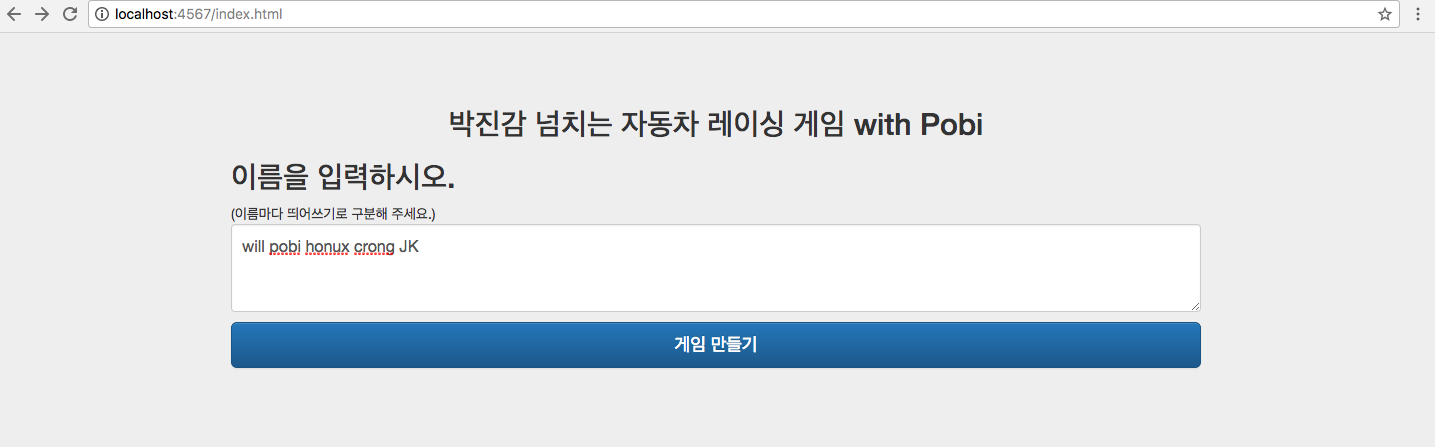 localhost:4567/index.html
박진감 넘치는 자동차 레이싱 게임 with Pobi
이름을 입력하시오.
(이름마다 띄어쓰기로 구분해 주세요.)
will pobi honux crong JK
게임 만들기